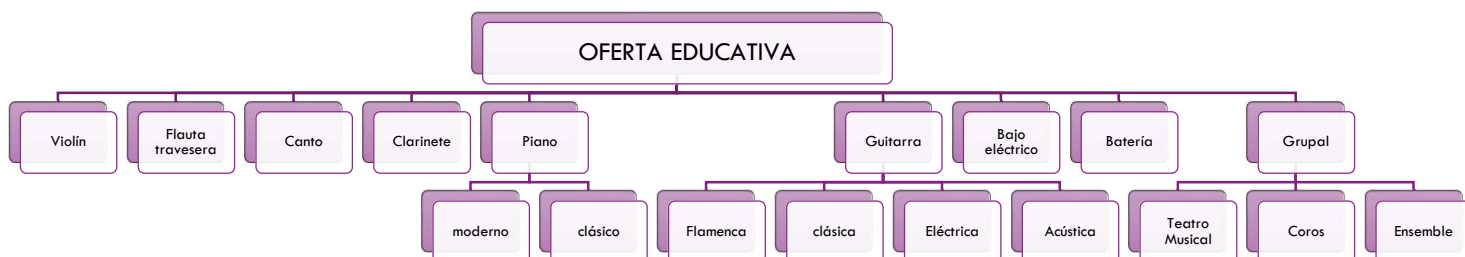 OFERTA EDUCATIVA
Violín
Flauta
travesera
Canto
Clarinete
Piano
Guitarra
Bajo
eléctrico
Batería
Grupal
moderno
clásico
Flamenca
clásica
Eléctrica
Acústica
Teatro
Musical
Coros
Ensemble